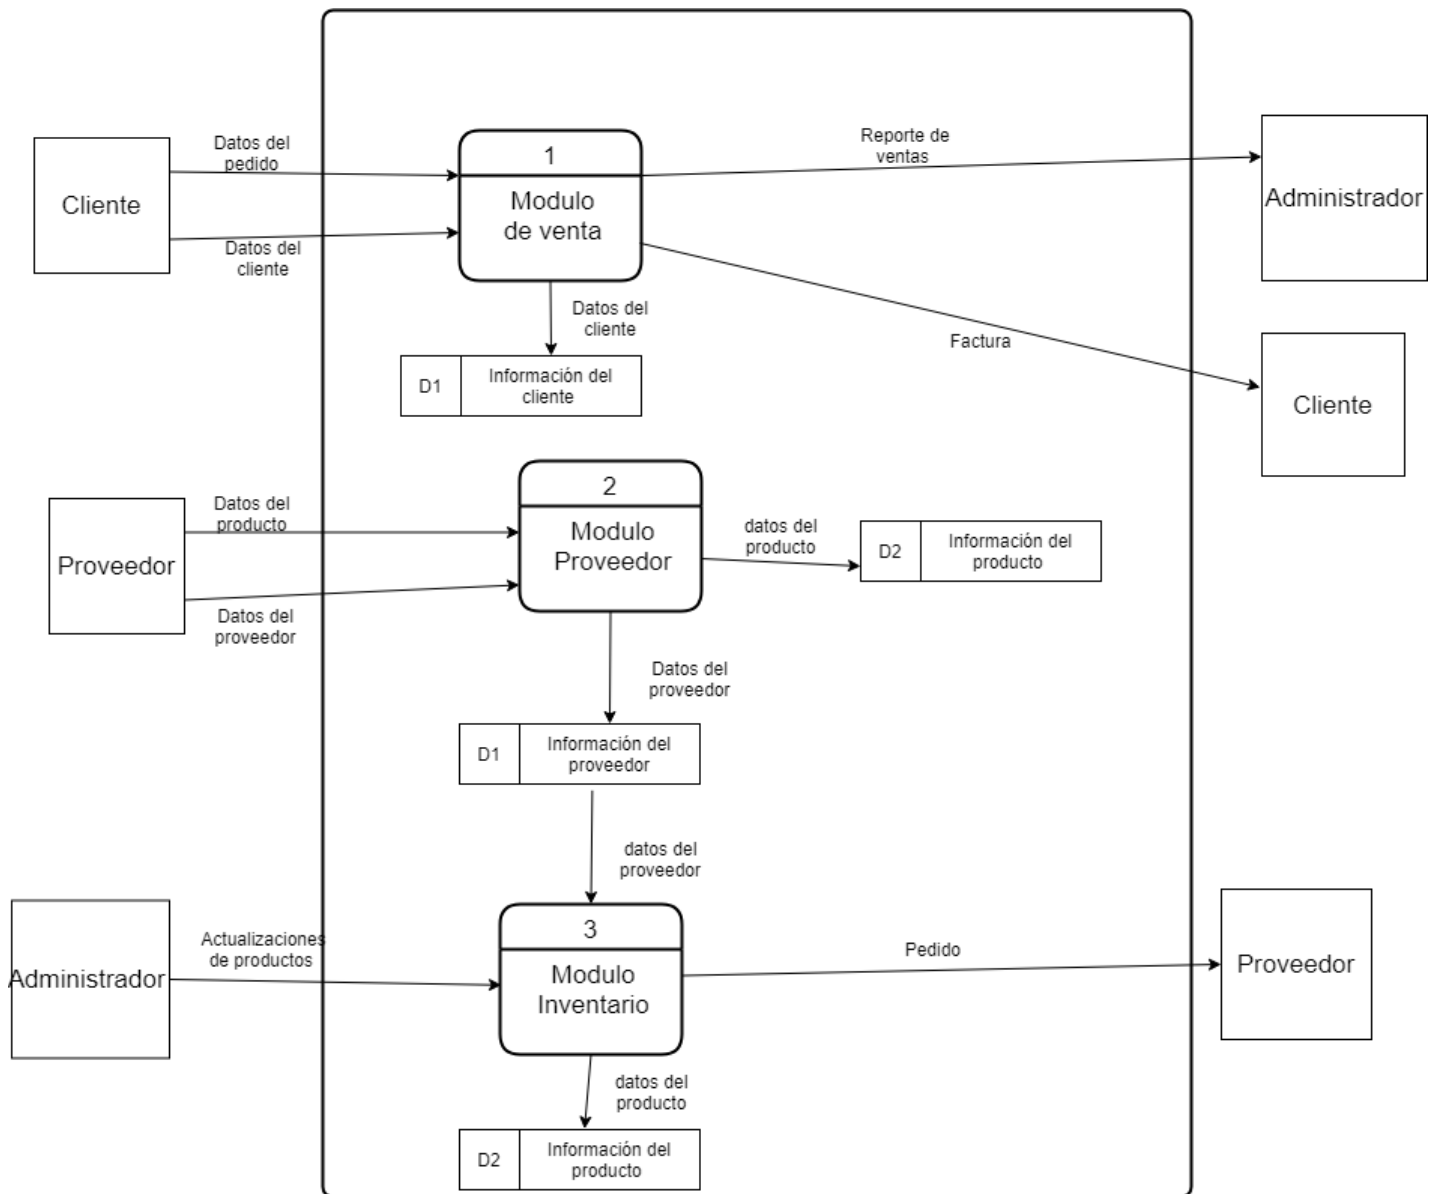 Datos del
pedido
Cliente
Datos del
cliente
1
Modulo
de venta
Reporte de
ventas
Administrador
Datos del
cliente
D1
Información del
cliente
Factura
Cliente
Datos del
producto
Proveedor
Datos del
proveedor
2
Modulo
Proveedor
datos del
producto
D2
Información del
producto
Datos del
proveedor
D1
Información del
proveedor
datos del
proveedor
Administrador
Actualizaciones
de productos
3
Modulo
Inventario
Pedido
Proveedor
datos del
producto
D2
Información del
producto